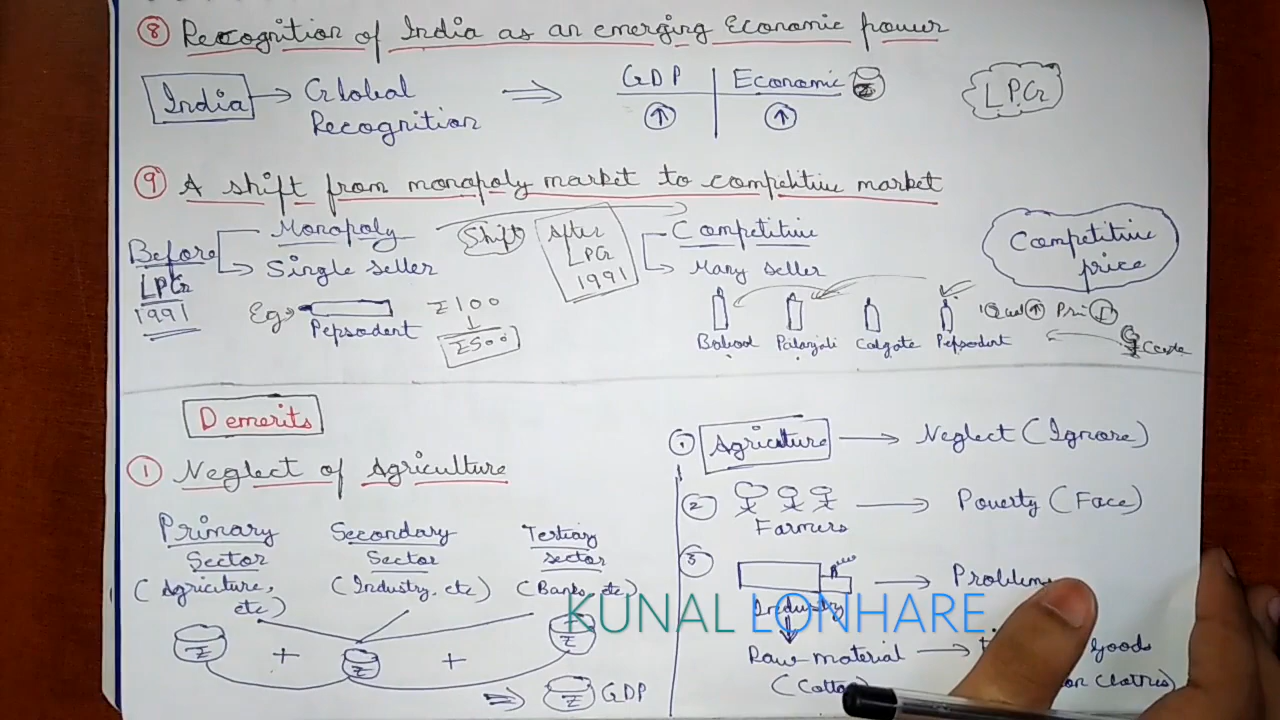 8 Recognition of India as an emerging Economic power
India
Global
Recognition
GDP
Economic
LPG
9 A shift from monopoly market to competitive market
Before
LPG
1991
Monopoly
Single seller
Shift
After
LPG
1991
Competitive
Many seller
Competitive
price
Eg
Pepsodent
₹100
₹500
Babool
Patanjali
Colgate
Pepsodent
Demerits
1 Neglect of Agriculture
Primary
Sector
(Agriculture,
etc)
Secondary
Sector
(Industry, etc)
Tertiary
Sector
(Banks, etc)
₹ + ₹ + ₹
₹ GDP
1 Agriculture
Neglect (Ignore)
2
Farmers
Poverty (Face)
3
Industry
Problem
Raw material
goods
Clothes)
KUNAL LONHARE